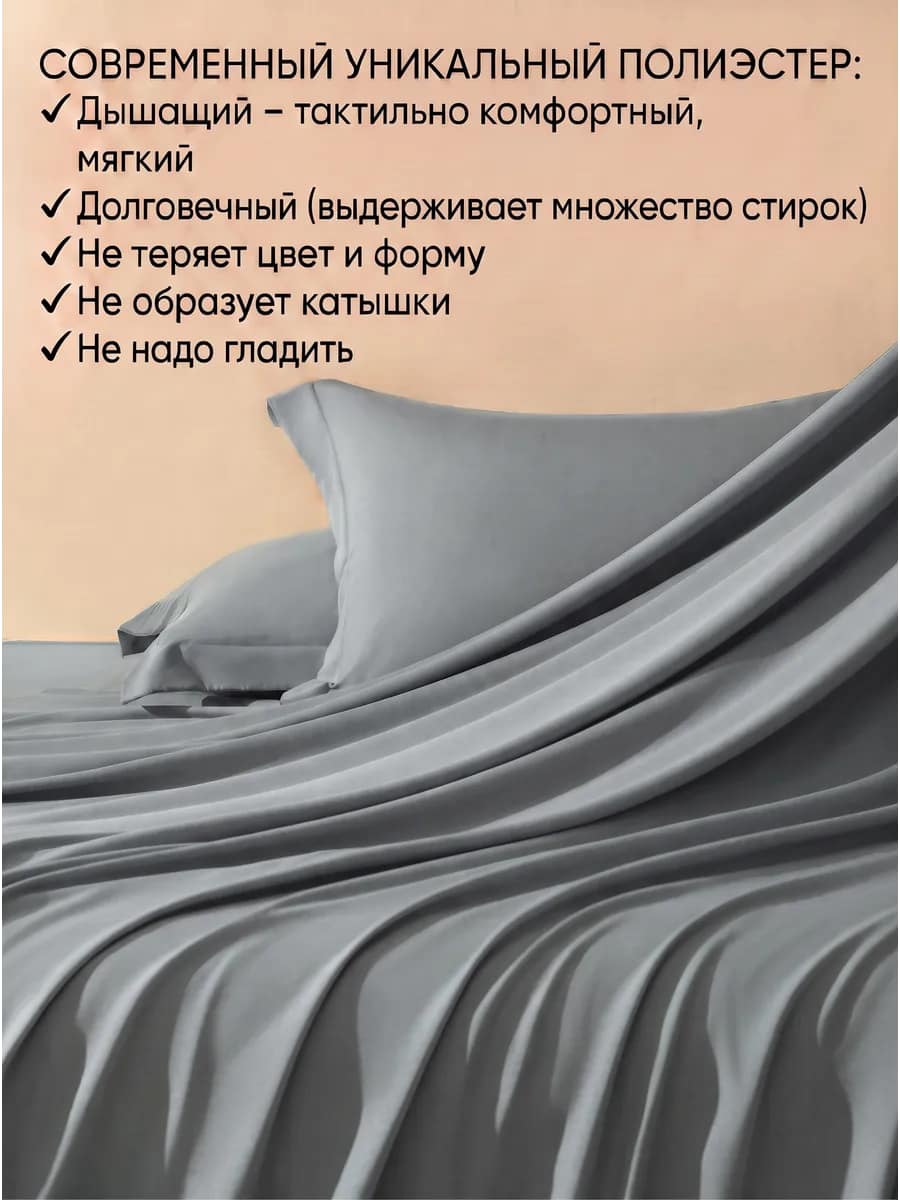 СОВРЕМЕННЫЙ УНИКАЛЬНЫЙ ПОЛИЭСТЕР:
✓ Дышащий – тактильно комфортный,
мягкий
✓ Долговечный (выдерживает множество стирок)
✓ Не теряет цвет и форму
✓ Не образует катышки
✓ Не надо гладить